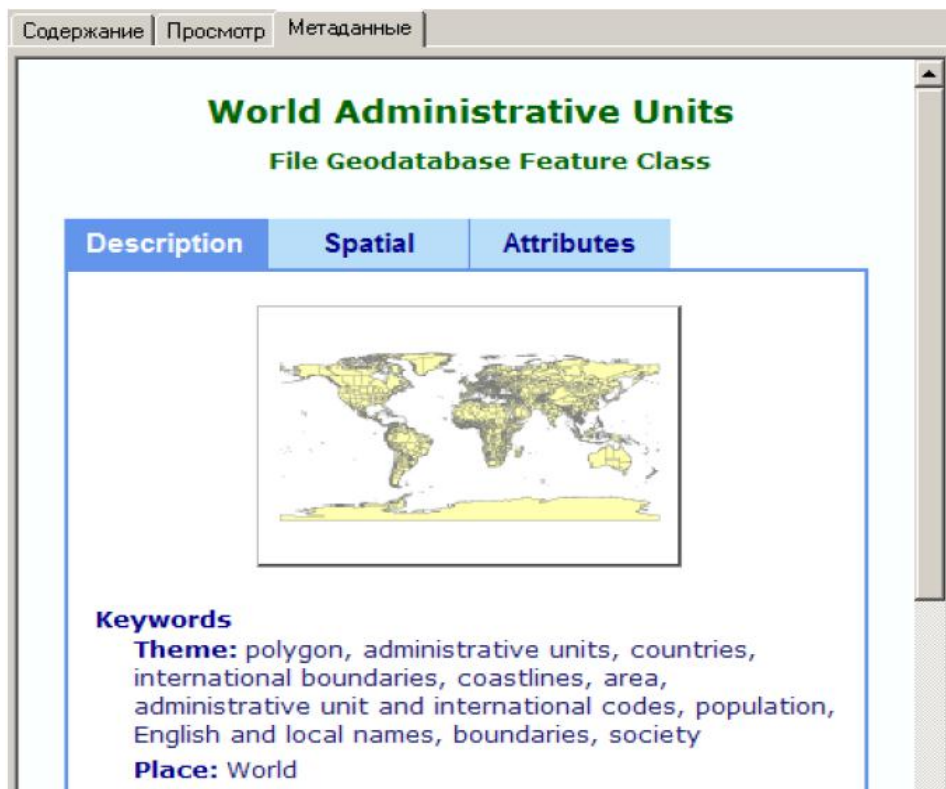 Содержание Просмотр Метаданные
World Administrative Units
File Geodatabase Feature Class
Description Spatial Attributes
Keywords
Theme: polygon, administrative units, countries,
international boundaries, coastlines, area,
administrative unit and international codes, population,
English and local names, boundaries, society
Place: World